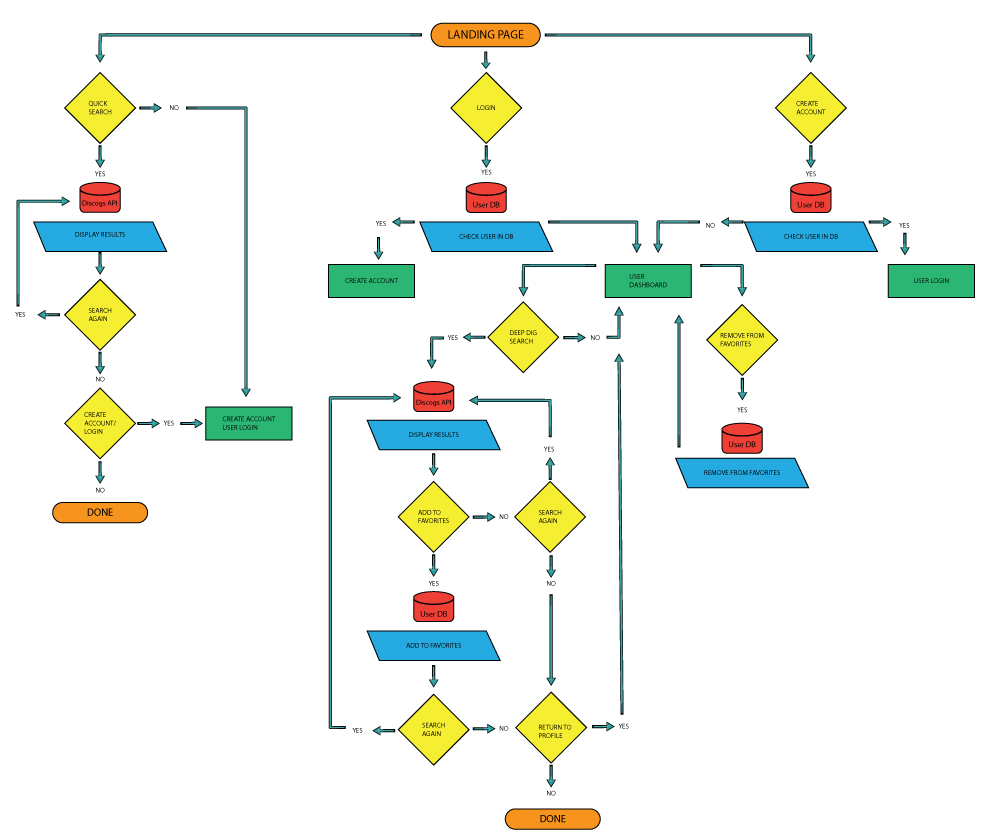 LANDING PAGE
QUICK
SEARCH
NO
LOGIN
CREATE
ACCOUNT
YES
YES
YES
Discogs API
User DB
User DB
DISPLAY RESULTS
YES
CHECK USER IN DB
NO
CHECK USER IN DB
YES
CREATE ACCOUNT
USER
DASHBOARD
USER LOGIN
YES
SEARCH
AGAIN
YES
DEEP DIG
SEARCH
NO
REMOVE FROM
FAVORITES
NO
YES
CREATE
ACCOUNT/
LOGIN
YES
CREATE ACCOUNT
USER LOGIN
Discogs API
User DB
DISPLAY RESULTS
YES
REMOVE FROM FAVORITES
NO
DONE
ADD TO
FAVORITES
NO
SEARCH
AGAIN
YES
NO
User DB
ADD TO FAVORITES
YES
SEARCH
AGAIN
NO
RETURN TO
PROFILE
YES
NO
DONE